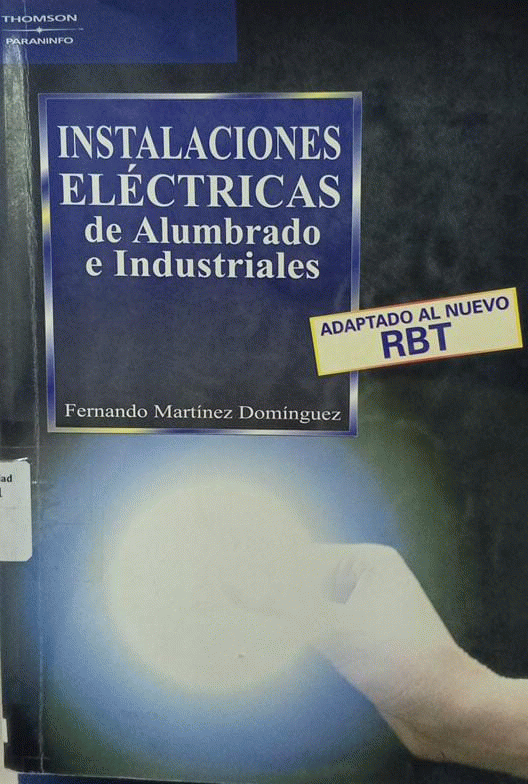 THOMSON
PARANINFO
INSTALACIONES
ELÉCTRICAS
de Alumbrado
e Industriales
ADAPTADO AL NUEVO
RBT
Fernando Martínez Domínguez